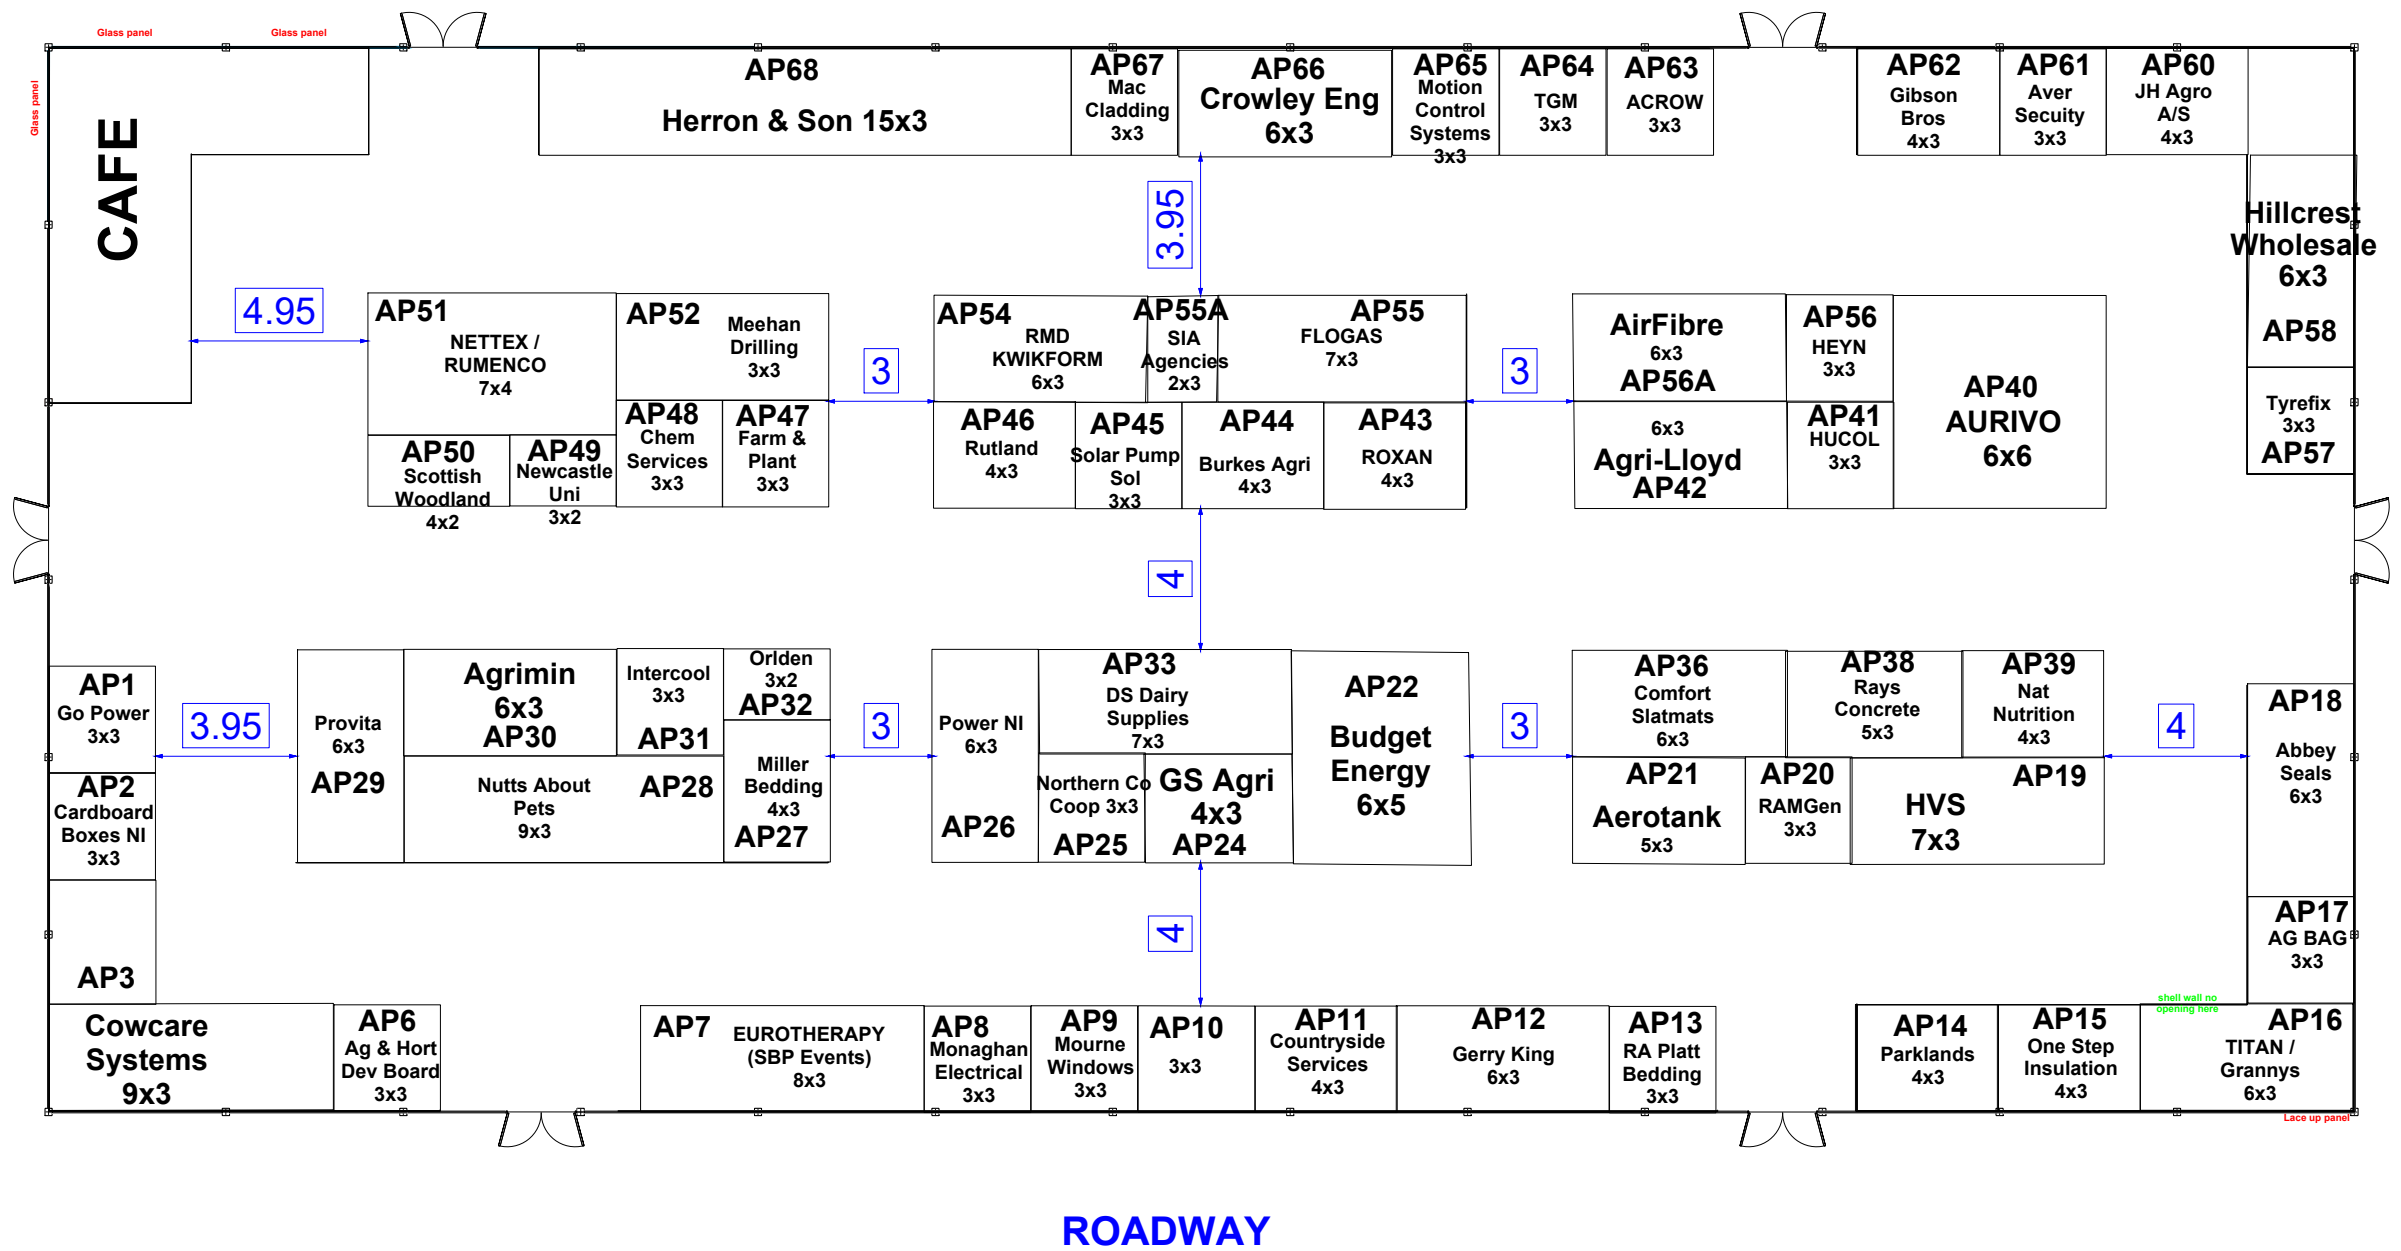 Glass panel
Glass panel
Glass panel
CAFE
AP68
Herron & Son 15x3
AP67
Mac
Cladding
3x3
AP66
Crowley Eng
6x3
AP65
Motion
Control
Systems
3x3
AP64
TGM
3x3
AP63
ACROW
3x3
AP62
Gibson
Bros
4x3
AP61
Aver
Secuity
3x3
AP60
JH Agro
A/S
4x3
3.95
Hillcrest
Wholesale
6x3
AP58
4.95
AP51
NETTEX /
RUMENCO
7x4
AP52
Meehan
Drilling
3x3
3
AP54
RMD
KWIKFORM
6x3
AP55A
SIA
Agencies
2x3
AP55
FLOGAS
7x3
3
AirFibre
6x3
AP56A
AP56
HEYN
3x3
AP40
AURIVO
6x6
Tyrefix
3x3
AP57
AP50
Scottish
Woodland
4x2
AP49
Newcastle
Uni
3x2
AP48
Chem
Services
3x3
AP47
Farm &
Plant
3x3
AP46
Rutland
4x3
AP45
Solar Pump
Sol
3x3
AP44
Burkes Agri
4x3
AP43
ROXAN
4x3
6x3
Agri-Lloyd
AP42
AP41
HUCOL
3x3
4
AP1
Go Power
3x3
3.95
Provita
6x3
AP29
Agrimin
6x3
AP30
Intercool
3x3
AP31
Orlden
3x2
AP32
3
Power NI
6x3
AP26
AP33
DS Dairy
Supplies
7x3
AP22
Budget
Energy
6x5
3
AP36
Comfort
Slatmats
6x3
AP38
Rays
Concrete
5x3
AP39
Nat
Nutrition
4x3
4
AP18
Abbey
Seals
6x3
AP2
Cardboard
Boxes NI
3x3
Nutts About
Pets
9x3
AP28
Miller
Bedding
4x3
AP27
Northern Co
Coop 3x3
AP25
GS Agri
4x3
AP24
AP21
Aerotank
5x3
AP20
RAMGen
3x3
AP19
HVS
7x3
AP3
4
AP17
AG BAG
3x3
shell wall no
opening here
Cowcare
Systems
9x3
AP6
Ag & Hort
Dev Board
3x3
AP7
EUROTHERAPY
(SBP Events)
8x3
AP8
Monaghan
Electrical
3x3
AP9
Mourne
Windows
3x3
AP10
3x3
AP11
Countryside
Services
4x3
AP12
Gerry King
6x3
AP13
RA Platt
Bedding
3x3
AP14
Parklands
4x3
AP15
One Step
Insulation
4x3
AP16
TITAN /
Grannys
6x3
Lace up panel
ROADWAY